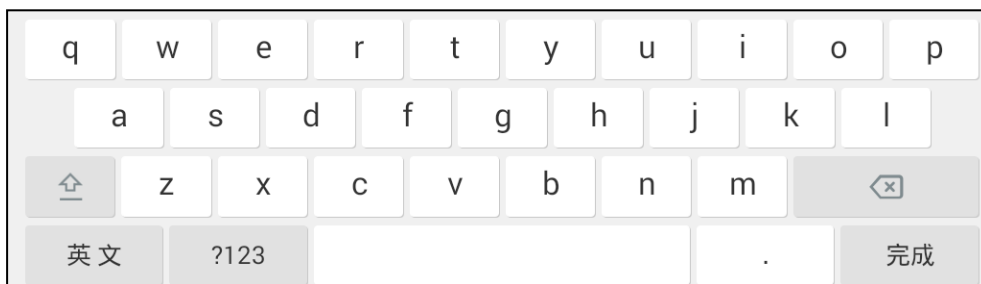 q w e r t y u i o p
a s d f g h j k l
z x c v b n m
英文 ?123 . 完成